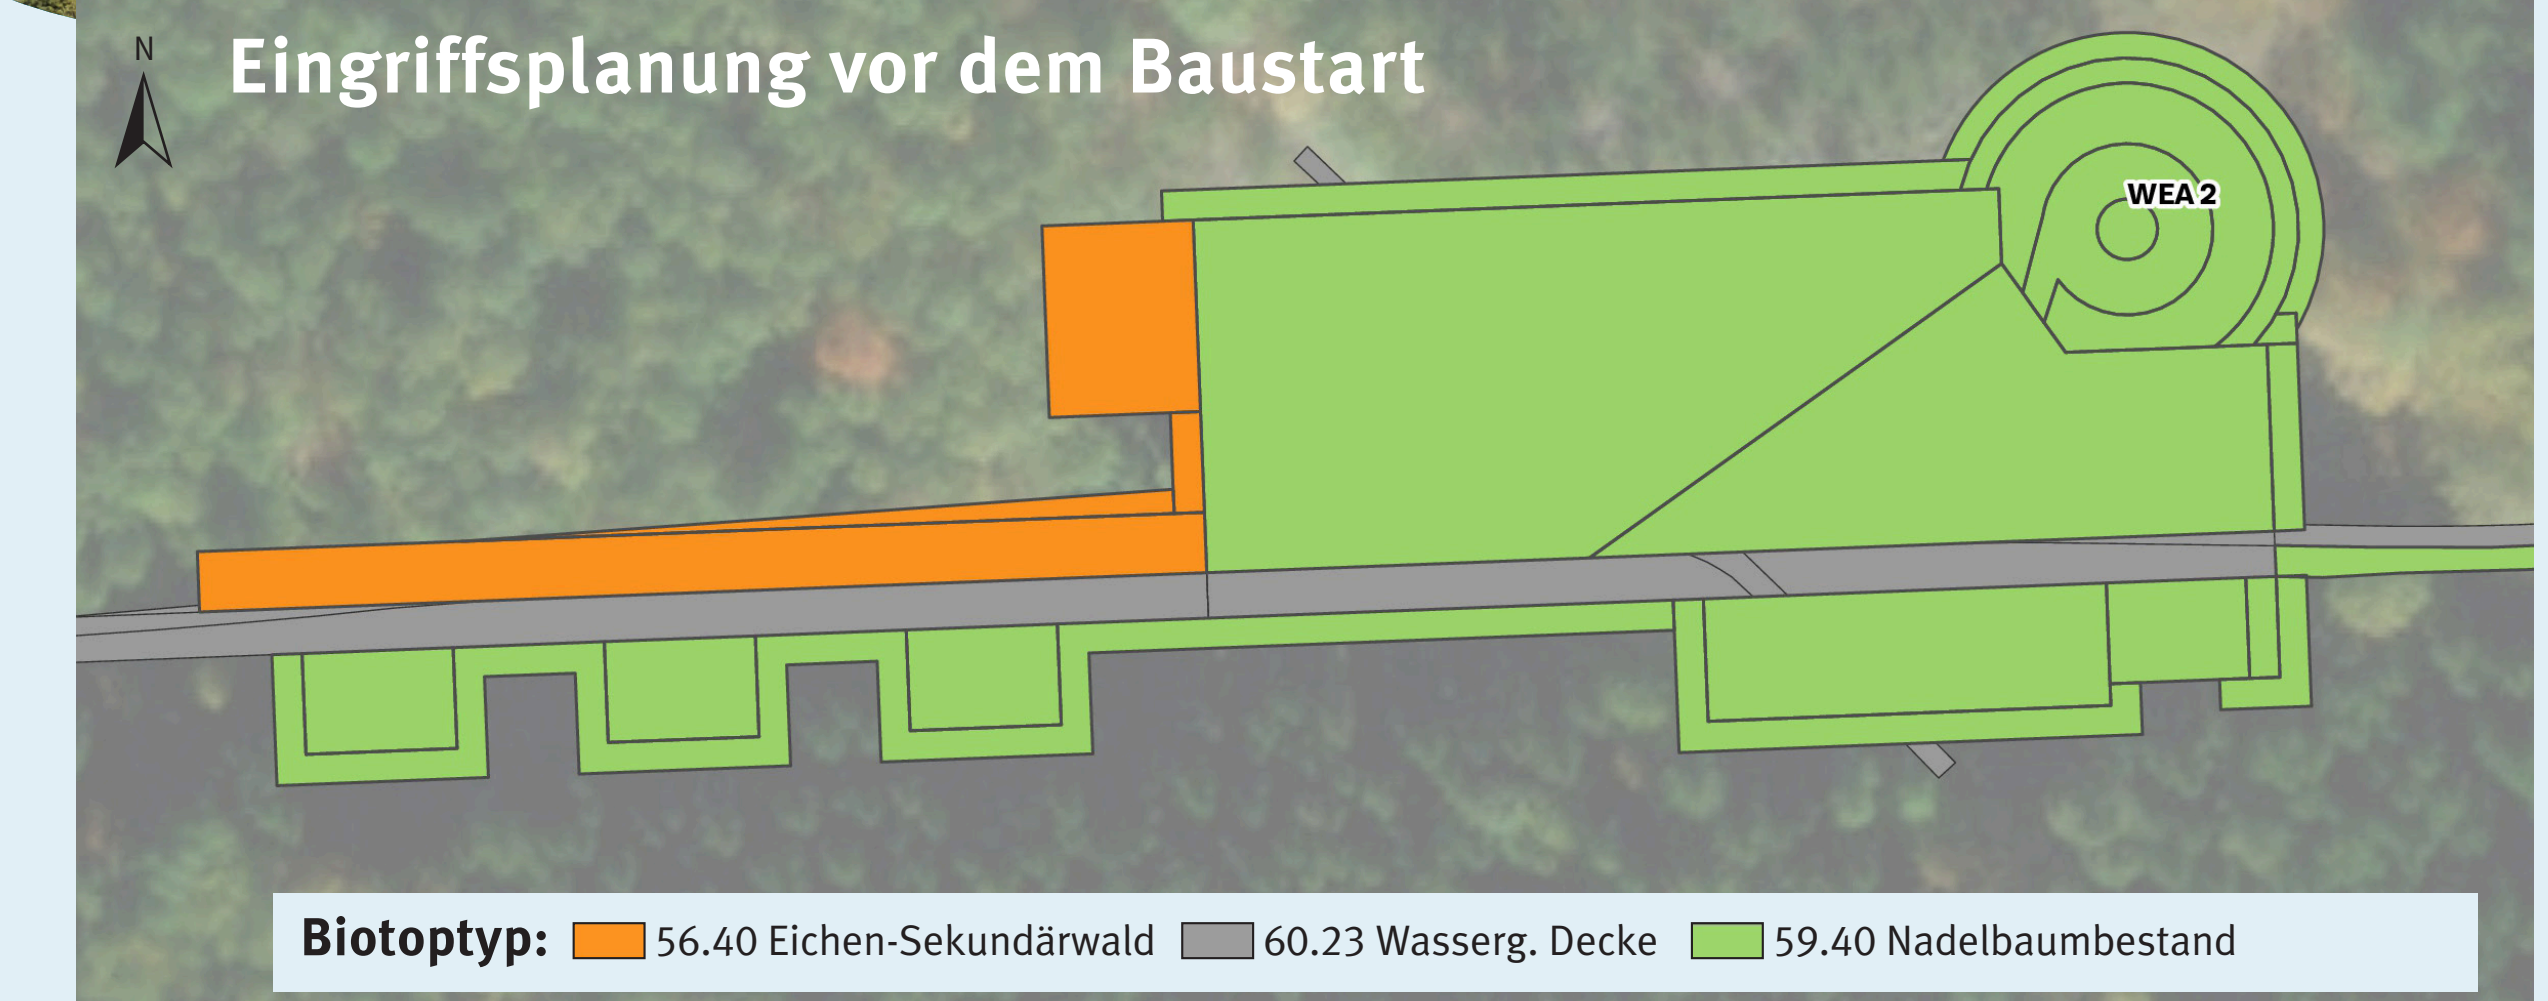 N
Eingriffsplanung vor dem Baustart
WEA 2
Biotoptyp: 56.40 Eichen-Sekundärwald 60.23 Wasserg. Decke 59.40 Nadelbaumbestand